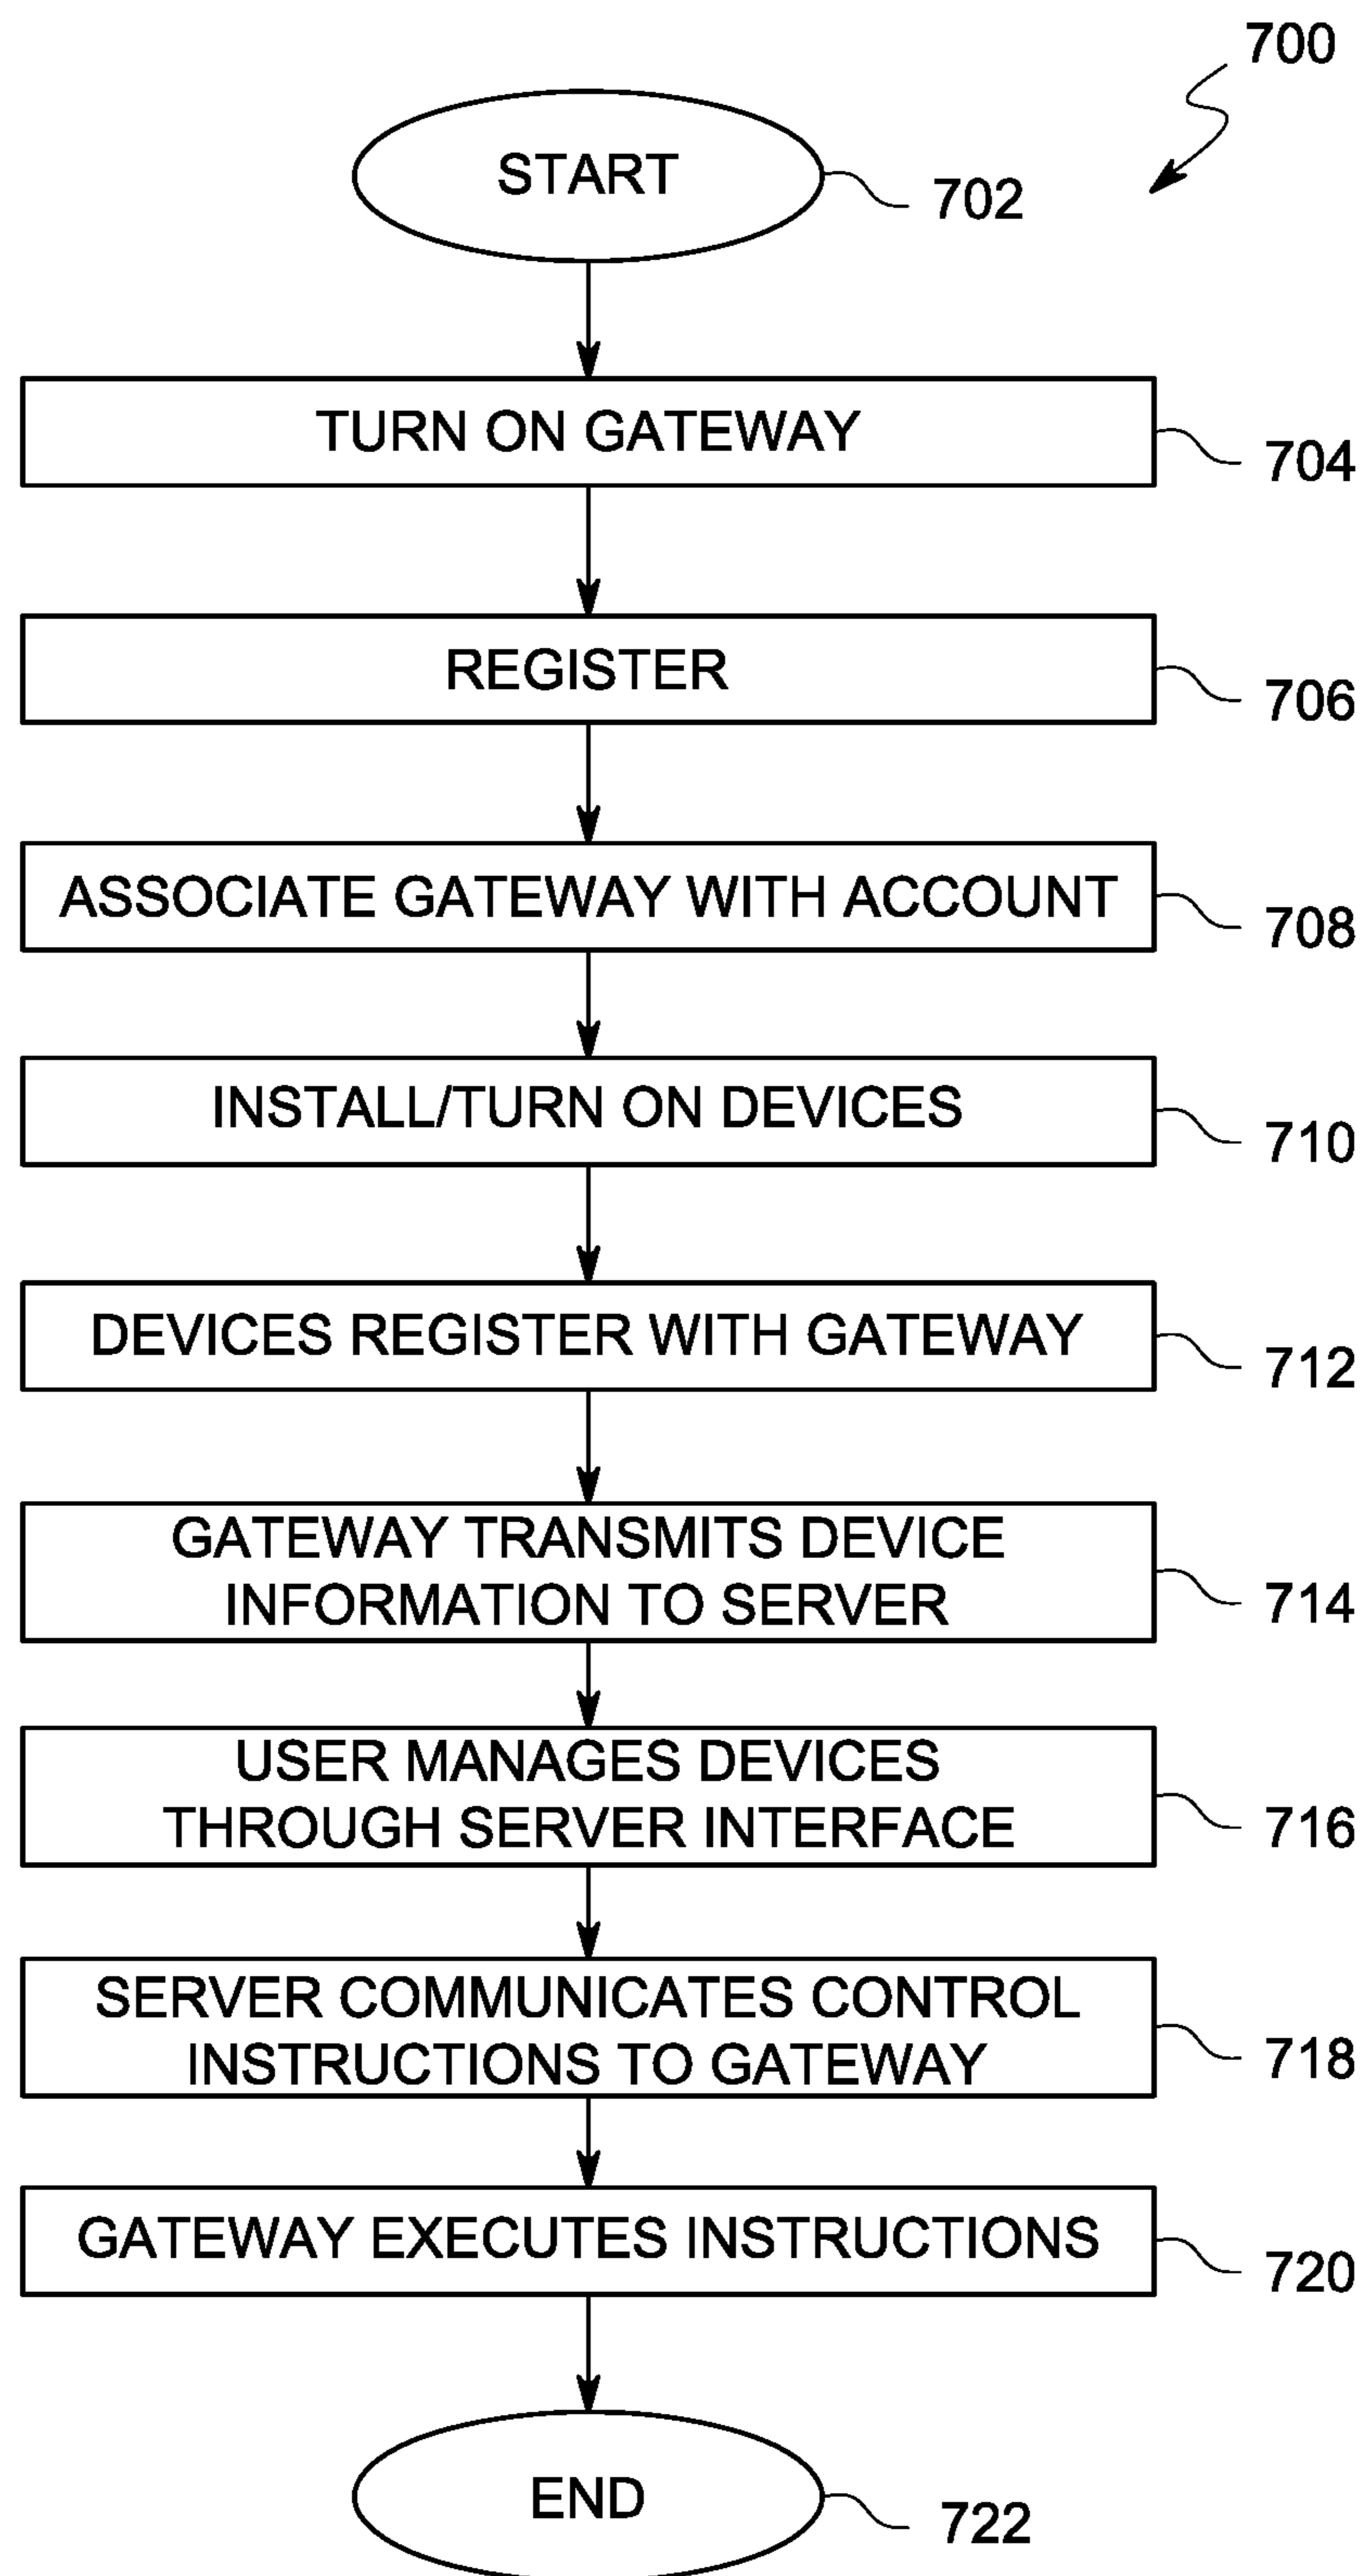 700
START
702
TURN ON GATEWAY
704
REGISTER
706
ASSOCIATE GATEWAY WITH ACCOUNT
708
INSTALL/TURN ON DEVICES
710
DEVICES REGISTER WITH GATEWAY
712
GATEWAY TRANSMITS DEVICE
INFORMATION TO SERVER
714
USER MANAGES DEVICES
THROUGH SERVER INTERFACE
716
SERVER COMMUNICATES CONTROL
INSTRUCTIONS TO GATEWAY
718
GATEWAY EXECUTES INSTRUCTIONS
720
END
722